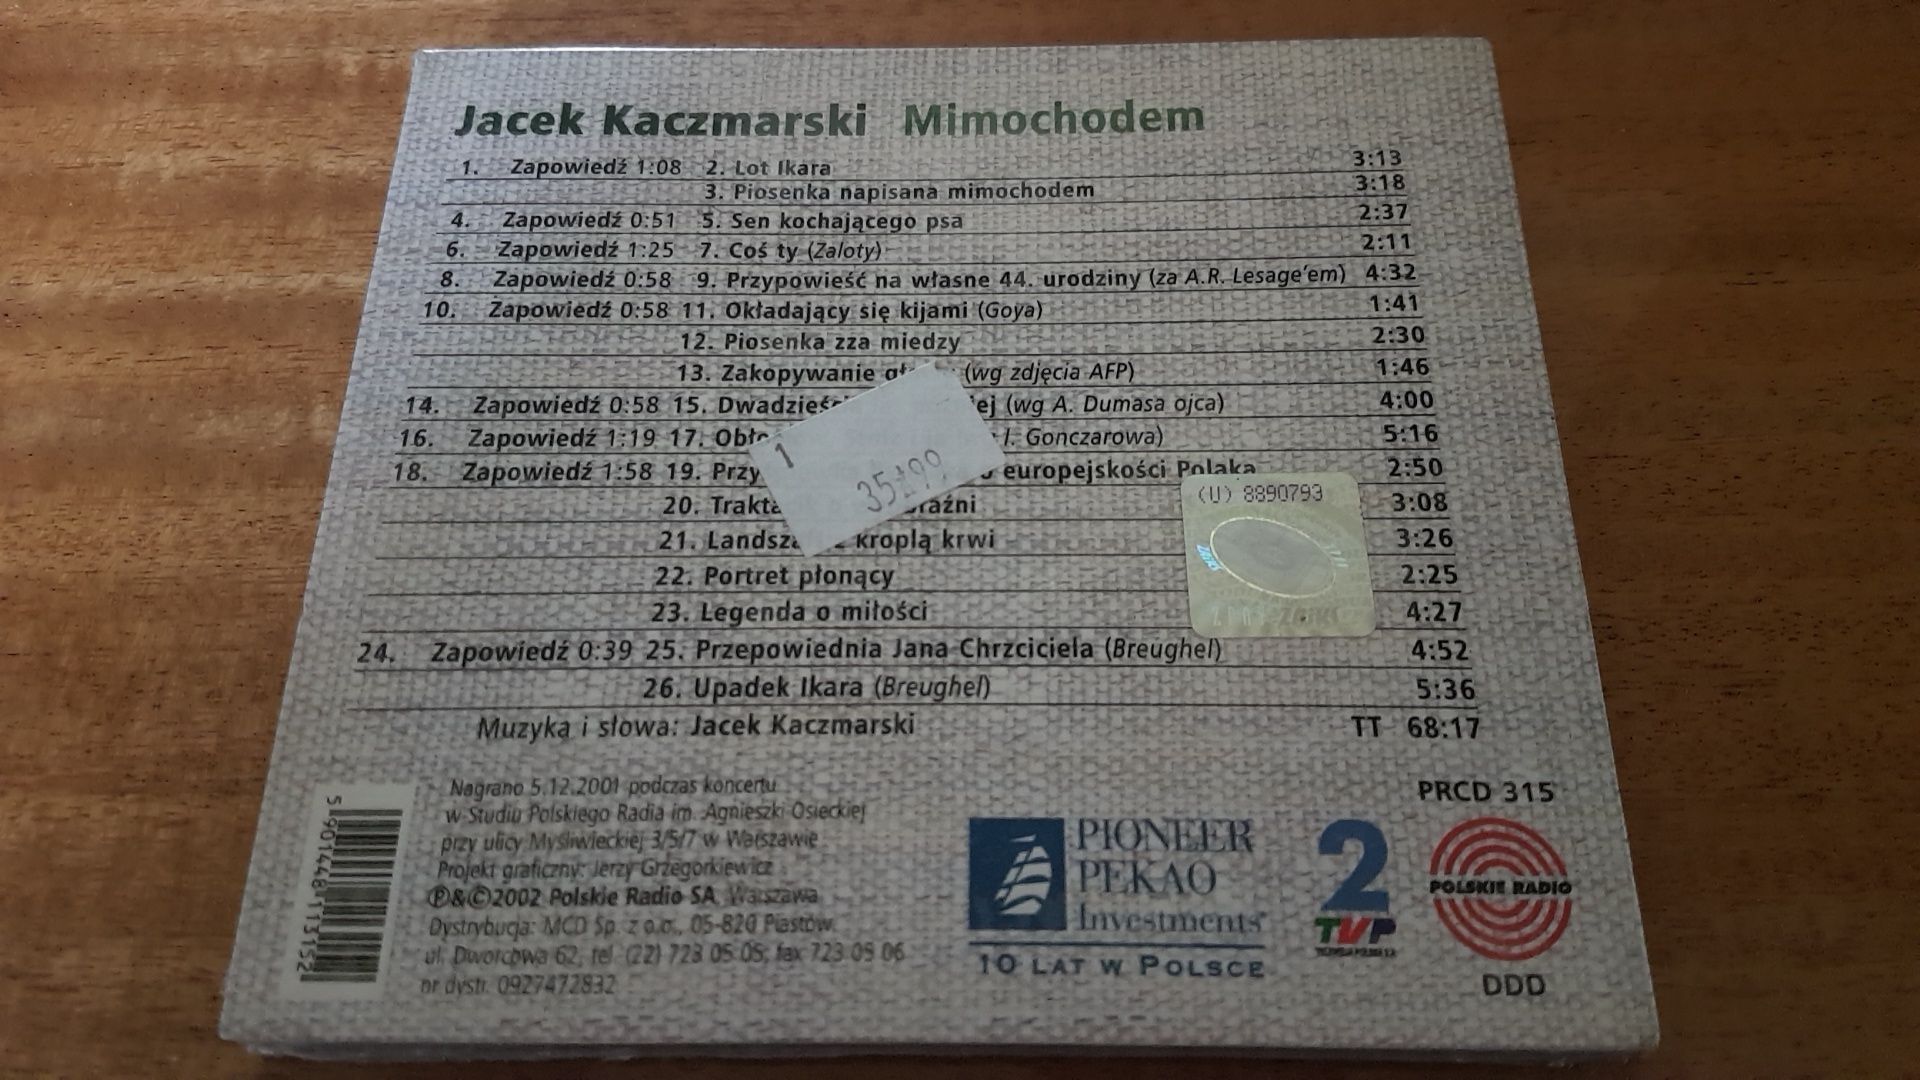 Jacek Kaczmarski Mimochodem
1. Zapowiedź 1:08 2. Lot Ikara 3:13
3. Piosenka napisana mimochodem 3:18
4. Zapowiedź 0:51 5. Sen kochającego psa 2:37
6. Zapowiedź 1:25 7. Coś ty (Zaloty) 2:11
8. Zapowiedź 0:58 9. Przypowieść na własne 44. urodziny (za A.R. Lesage'em) 4:32
10. Zapowiedź 0:58 11. Okładający się kijami (Goya) 1:41
12. Piosenka zza miedzy 2:30
13. Zakopywanie (wg zdjęcia AFP) 1:46
14. Zapowiedź 0:58 15. (wg A. Dumasa ojca) 4:00
16. Zapowiedź 1:19 17. I. Gonczarowa) 5:16
18. Zapowiedź 1:58 19. europejskości Polaka 2:50
20. 3:08
21. kroplą krwi 3:26
22. Portret płonący 2:25
23. Legenda o miłości 4:27
24. Zapowiedź 0:39 25. Przepowiednia Jana Chrzciciela (Breughel) 4:52
26. Upadek Ikara (Breughel) 5:36
Muzyka i słowa: Jacek Kaczmarski TT 68:17
1
35.99
(U) 8890793
Nagrano 5.12.2001 podczas koncertu
w Studiu Polskiego Radia im. Agnieszki Osieckiej
przy ulicy Myśliwieckiej 3/5/7 w Warszawie
Projekt graficzny: Jerzy Grzegorkiewicz
℗&©2002 Polskie Radio SA, Warszawa
Dystrybucja: MCD Sp. z o.o., 05-820 Piastów
ul. Dworcowa 62, tel. (22) 723 05 05, fax 723 09 06
nr dystr. 0927472832
5 901448 113152
PIONEER
PEKAO
Investments
10 LAT W POLSCE
2
TVP
PRCD 315
POLSKIE RADIO
DDD